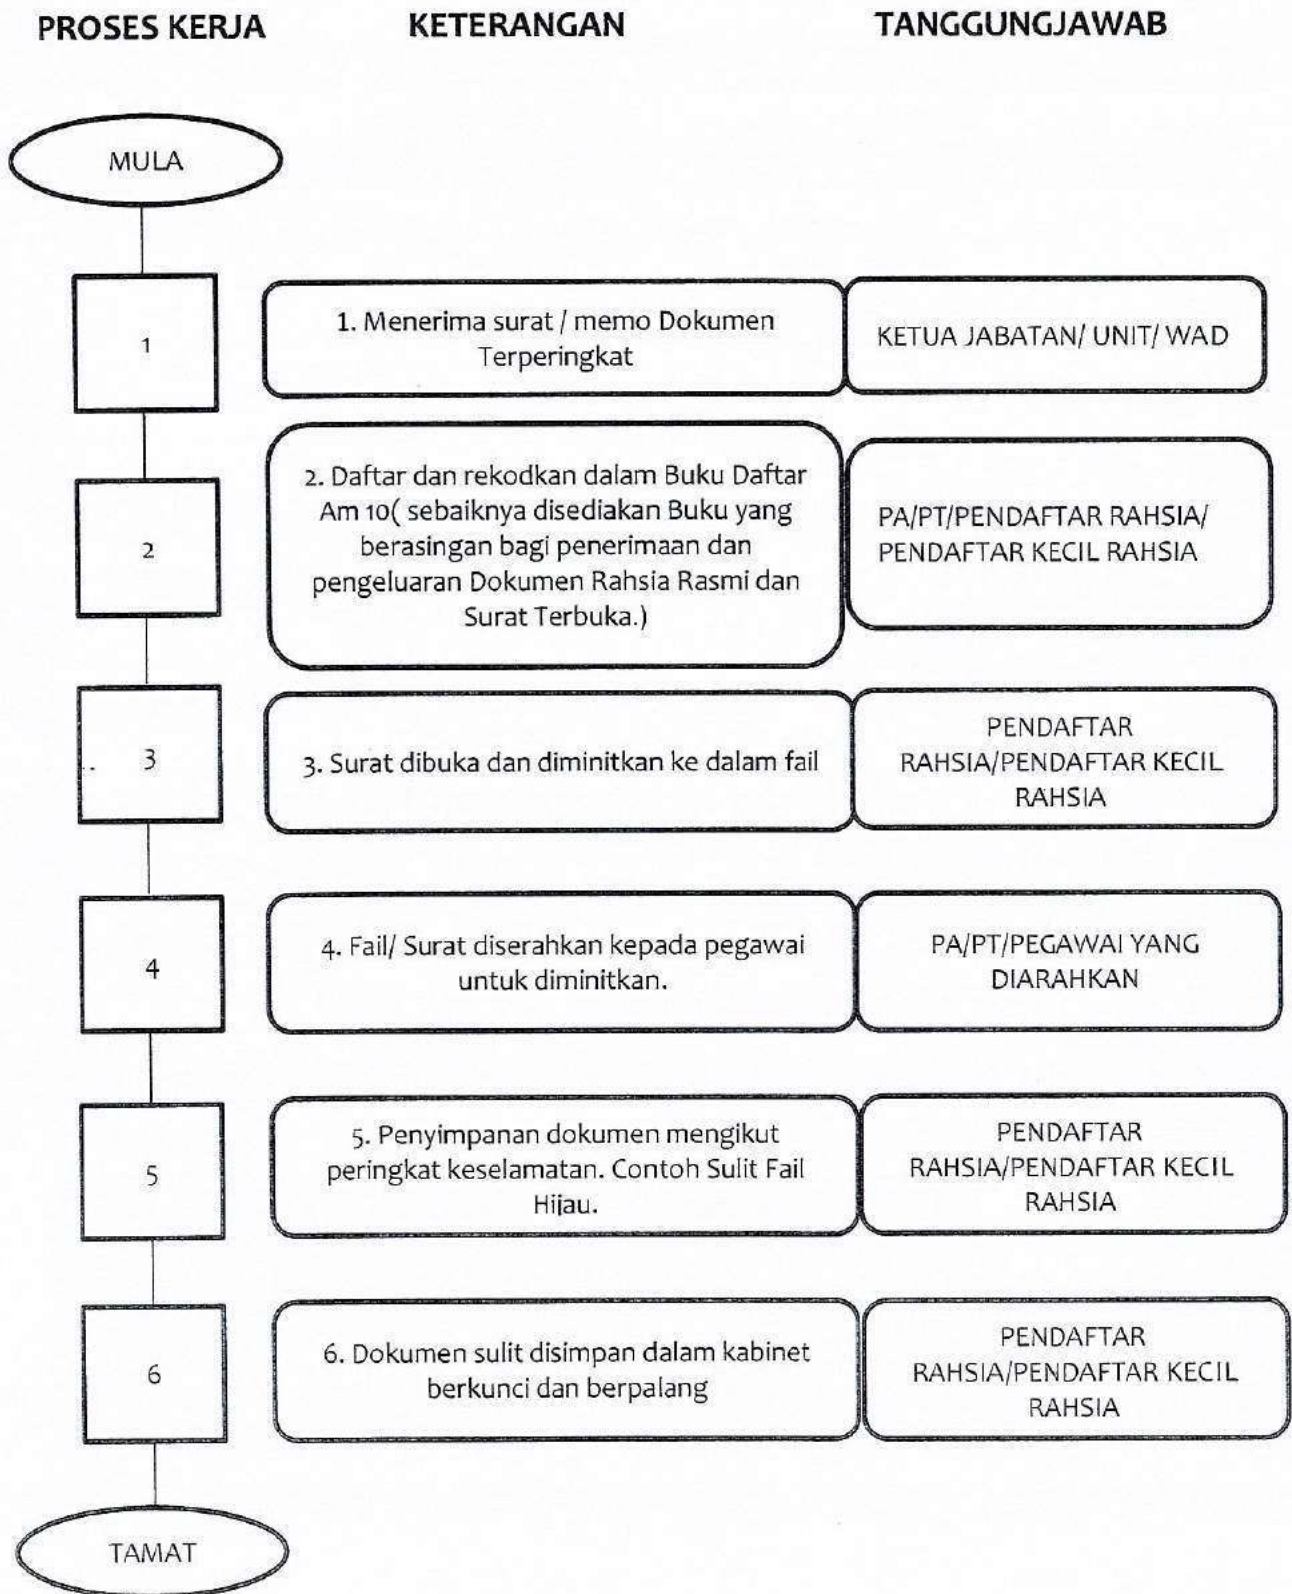 PROSES KERJA KETERANGAN TANGGUNGJAWAB
MULA
1
1. Menerima surat / memo Dokumen
Terperingkat
KETUA JABATAN/ UNIT/ WAD
2
2. Daftar dan rekodkan dalam Buku Daftar
Am 10( sebaiknya disediakan Buku yang
berasingan bagi penerimaan dan
pengeluaran Dokumen Rahsia Rasmi dan
Surat Terbuka.)
PA/PT/PENDAFTAR RAHSIA/
PENDAFTAR KECIL RAHSIA
3
3. Surat dibuka dan diminitkan ke dalam fail
PENDAFTAR
RAHSIA/PENDAFTAR KECIL
RAHSIA
4
4. Fail/ Surat diserahkan kepada pegawai
untuk diminitkan.
PA/PT/PEGAWAI YANG
DIARAHKAN
5
5. Penyimpanan dokumen mengikut
peringkat keselamatan. Contoh Sulit Fail
Hijau.
PENDAFTAR
RAHSIA/PENDAFTAR KECIL
RAHSIA
6
6. Dokumen sulit disimpan dalam kabinet
berkunci dan berpalang
PENDAFTAR
RAHSIA/PENDAFTAR KECIL
RAHSIA
TAMAT